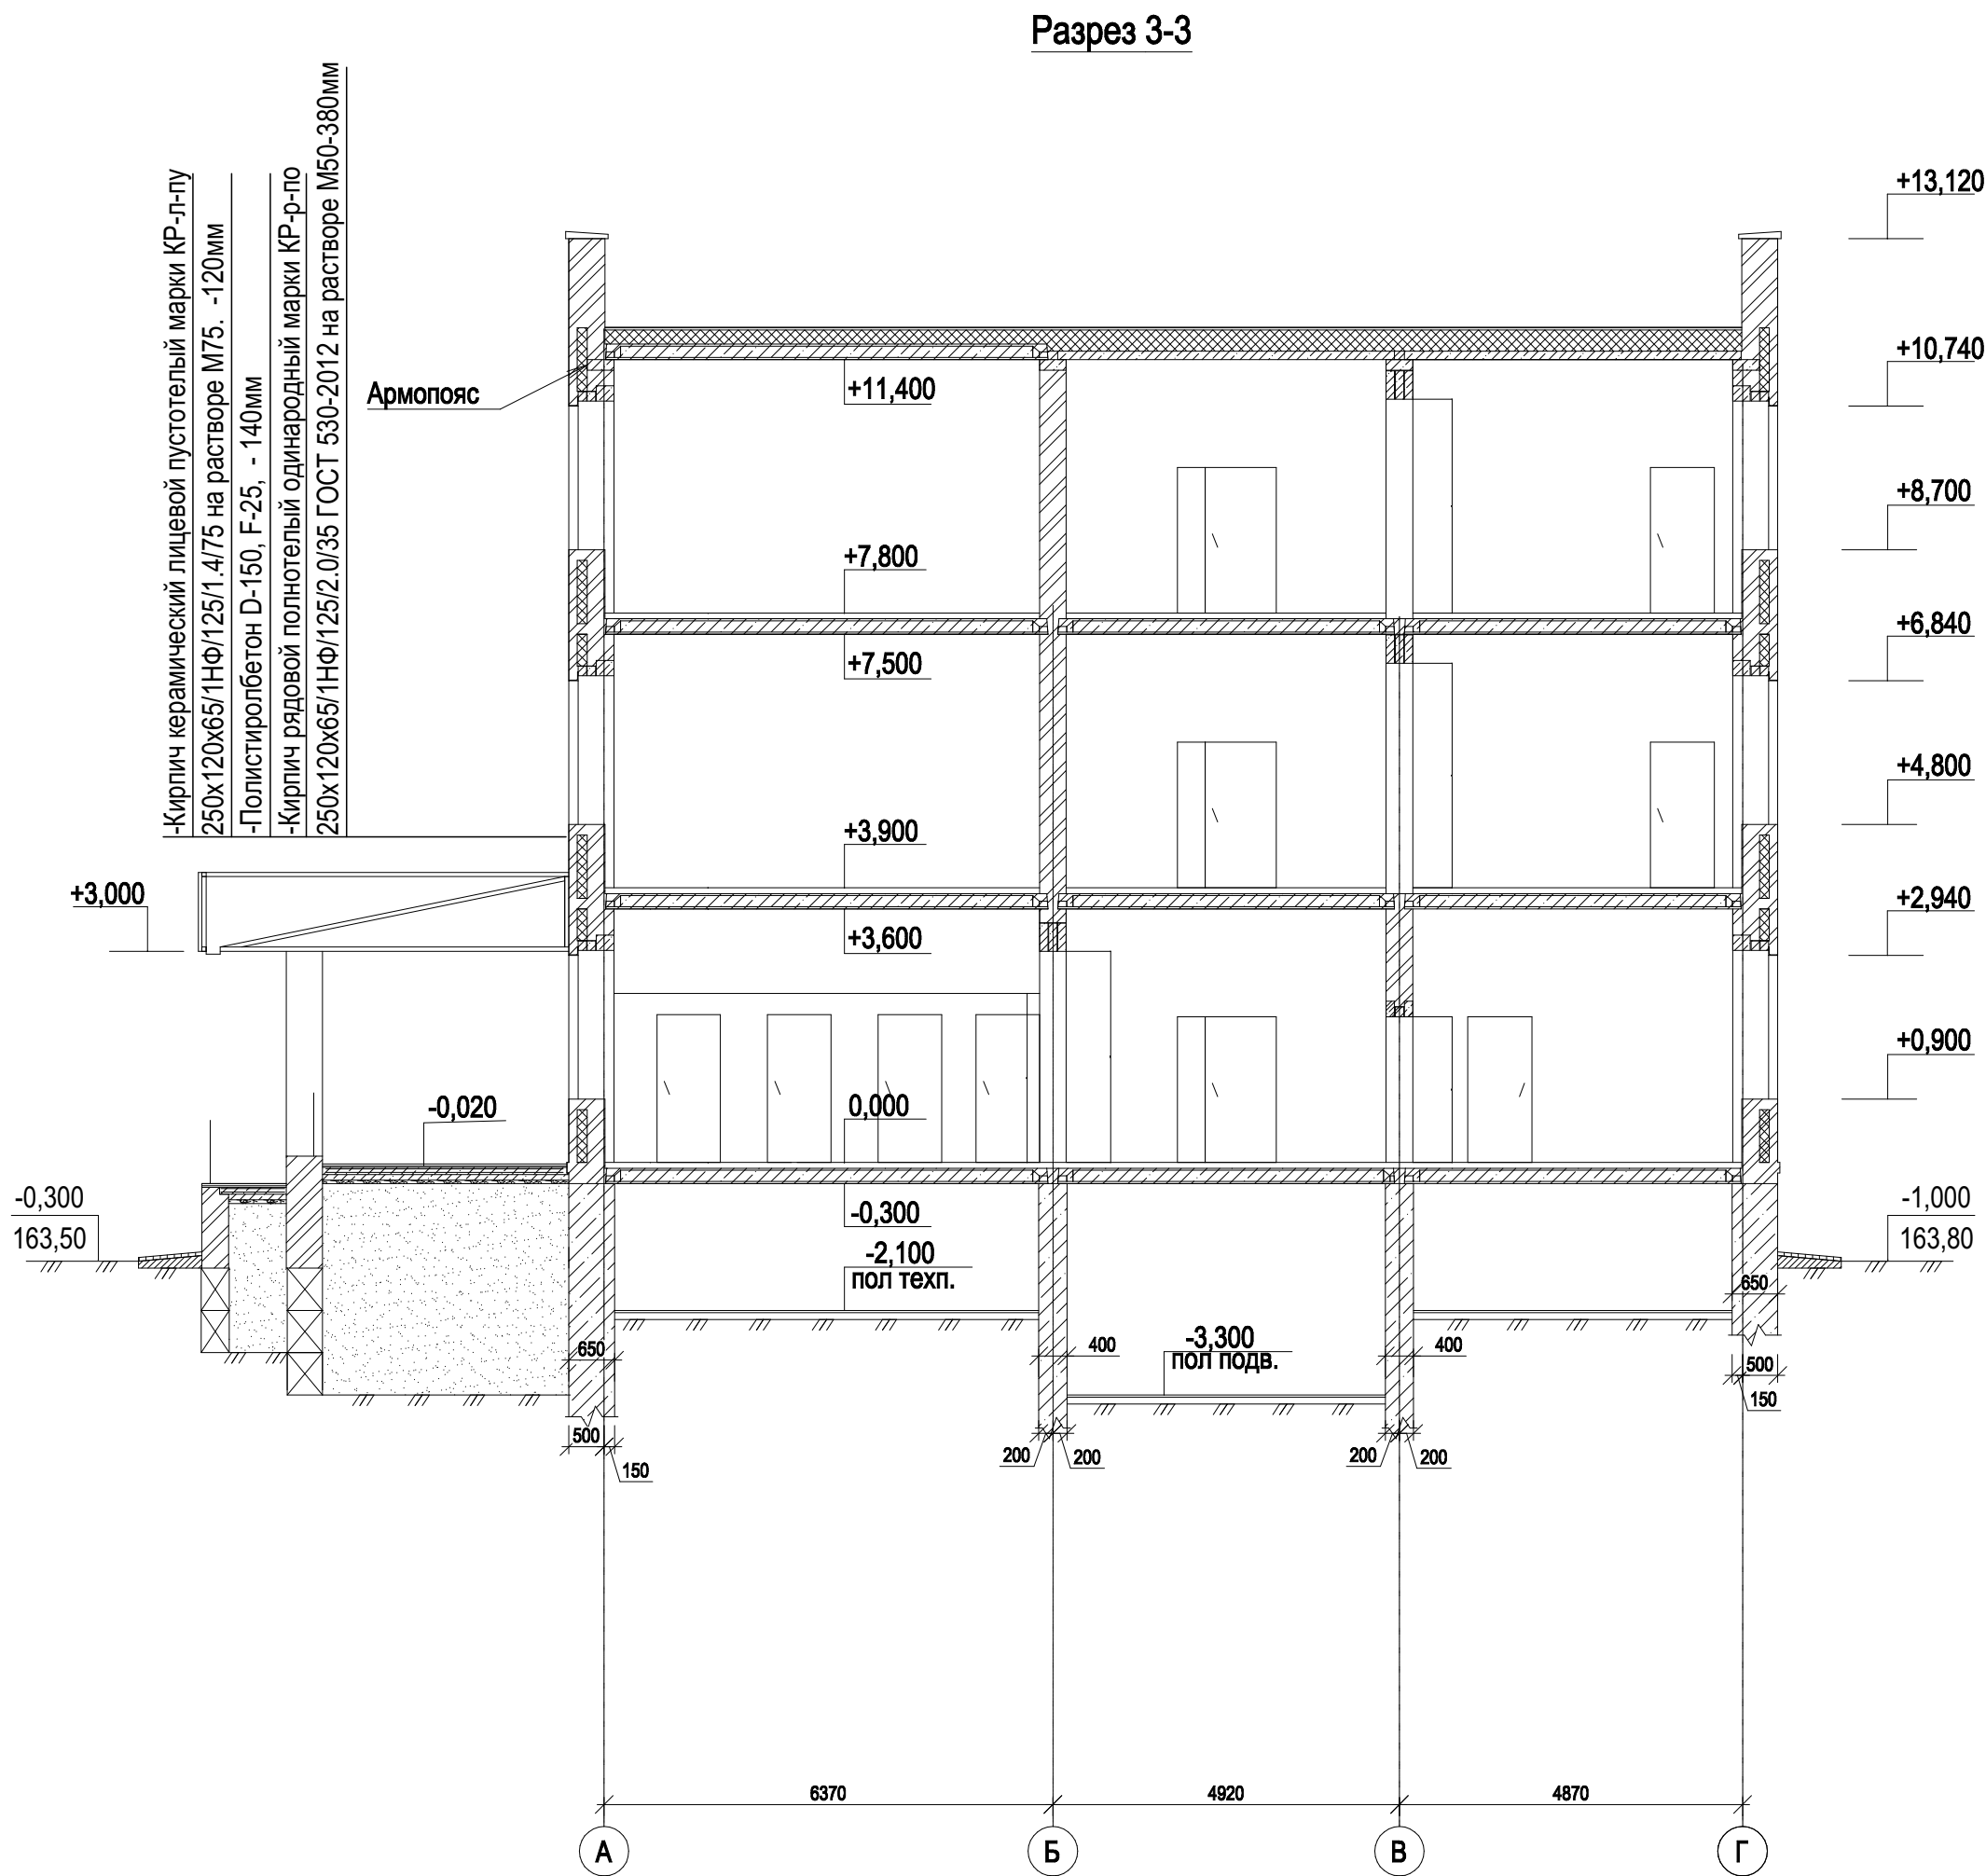 Разрез 3-3
-Кирпич керамический лицевой пустотелый марки КР-л-пу
250х120х65/1НФ/125/1.4/75 на растворе М75. -120мм
-Полистиролбетон D-150, F-25, - 140мм
-Кирпич рядовой полнотелый одинародный марки КР-р-по
250х120х65/1НФ/125/2.0/35 ГОСТ 530-2012 на растворе М50-380мм
Армопояс
+13,120
+10,740
+8,700
+6,840
+4,800
+2,940
+0,900
-1,000
163,80
+11,400
+7,800
+7,500
+3,900
+3,600
0,000
-0,300
-2,100
пол техп.
-3,300
пол подв.
+3,000
-0,020
-0,300
163,50
650
500
150
400
200
200
400
200
200
650
500
150
6370
4920
4870
А
Б
В
Г